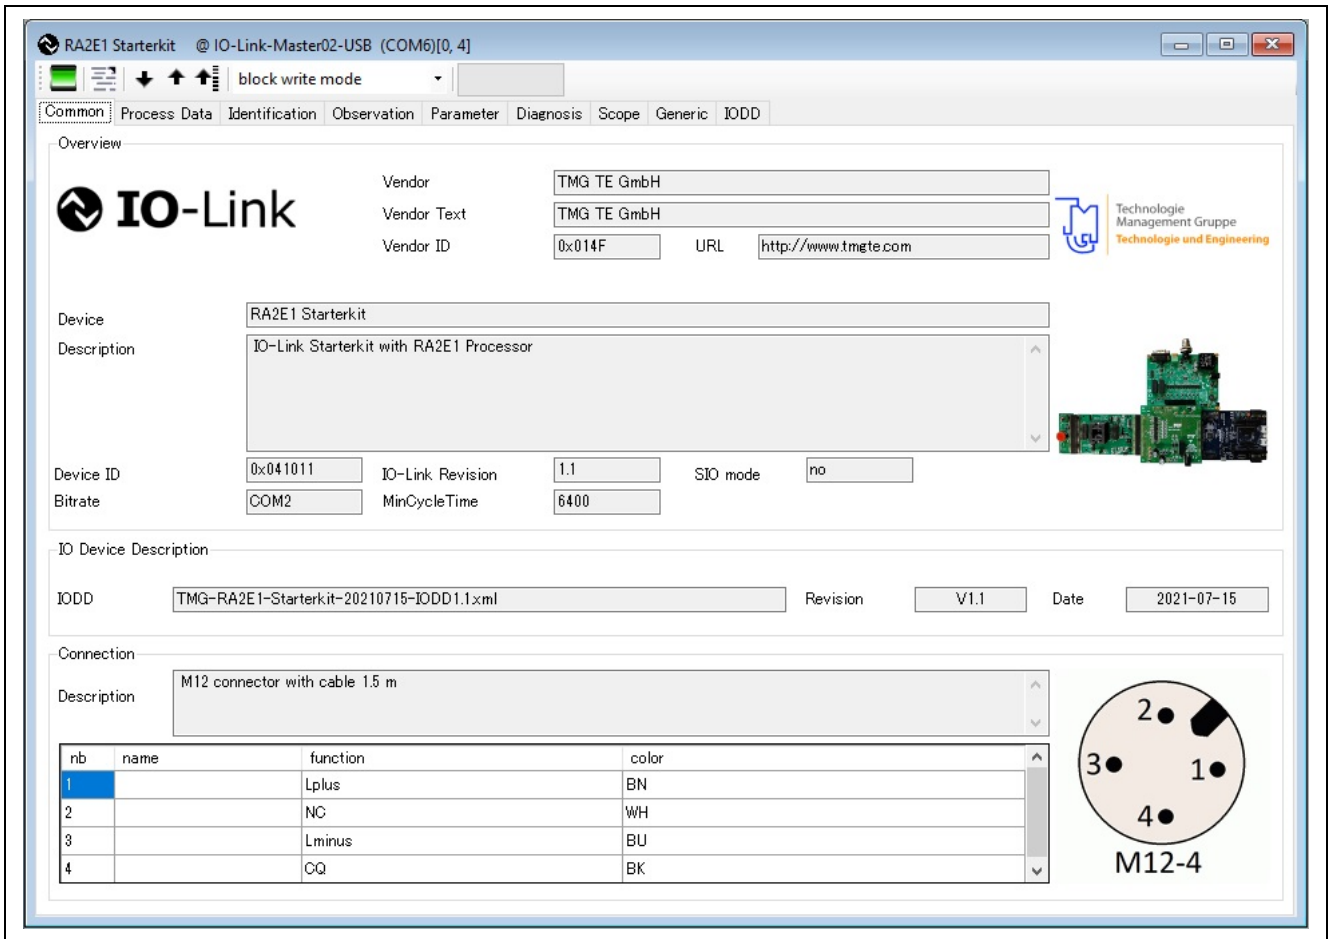 RA2E1 Starterkit @ IO-Link-Master02-USB (COM6)[0, 4]
block write mode
Common Process Data Identification Observation Parameter Diagnosis Scope Generic IODD
Overview
IO-Link
Vendor TMG TE GmbH
Vendor Text TMG TE GmbH
Vendor ID 0x014F URL http://www.tmgte.com
Technologie
Management Gruppe
Technologie und Engineering
Device RA2E1 Starterkit
Description IO-Link Starterkit with RA2E1 Processor
Device ID 0x041011 IO-Link Revision 1.1 SIO mode no
Bitrate COM2 MinCycleTime 6400
IO Device Description
IODD TMG-RA2E1-Starterkit-20210715-IODD1.1.xml Revision V1.1 Date 2021-07-15
Connection
Description M12 connector with cable 1.5 m
nb name function color
1 Lplus BN
2 NC WH
3 Lminus BU
4 CQ BK
2
3 1
4
M12-4